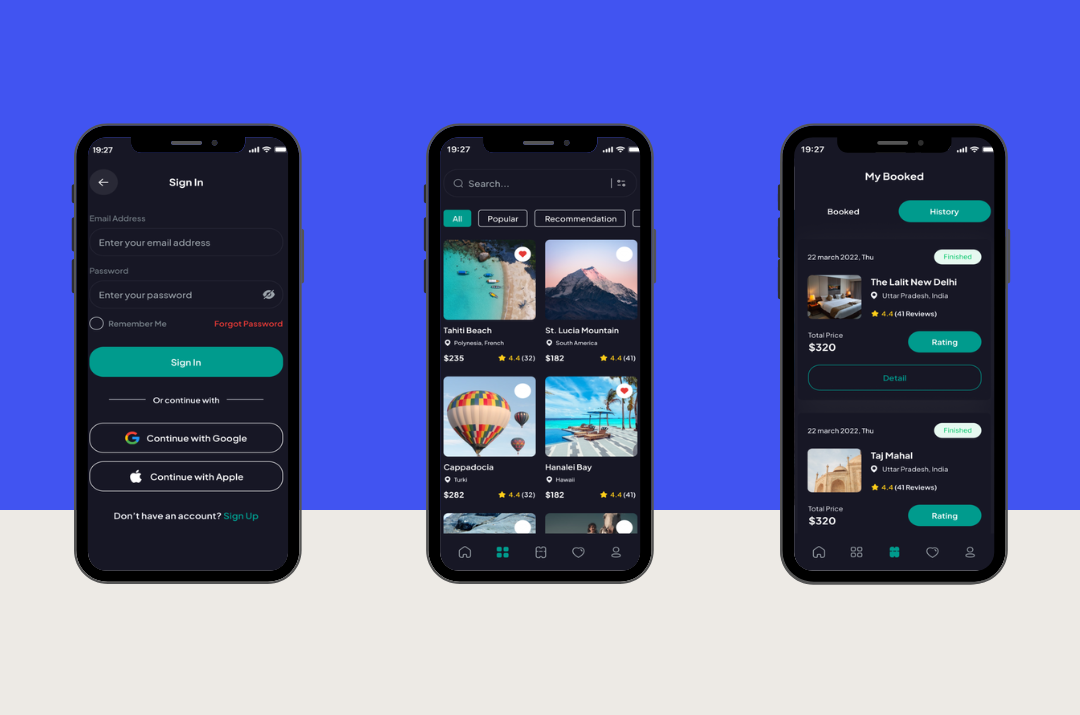 19:27
Sign In
Email Address
Enter your email address
Password
Enter your password
Remember Me
Forgot Password
Sign In
Or continue with
Continue with Google
Continue with Apple
Don't have an account? Sign Up
19:27
Search...
All
Popular
Recommendation
Tahiti Beach
Polynesia, French
$235
4.4 (32)
St. Lucia Mountain
South America
$182
4.4 (41)
Cappadocia
Turki
$282
4.4 (32)
Hanalei Bay
Hawaii
$182
4.4 (41)
19:27
My Booked
Booked
History
22 march 2022, Thu
Finished
The Lalit New Delhi
Uttar Pradesh, India
4.4 (41 Reviews)
Total Price
$320
Rating
Detail
22 march 2022, Thu
Finished
Taj Mahal
Uttar Pradesh, India
4.4 (41 Reviews)
Total Price
$320
Rating